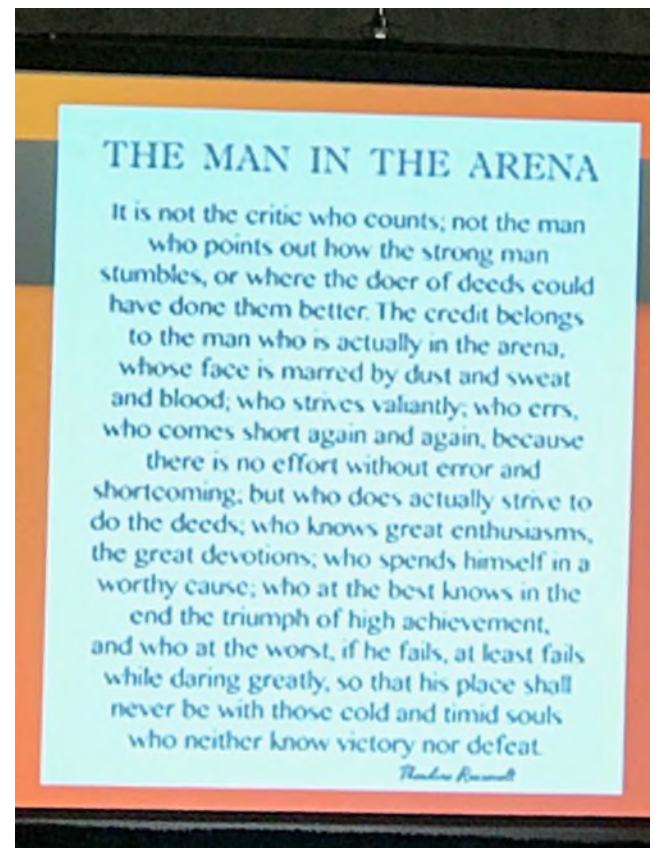 THE MAN IN THE ARENA
It is not the critic who counts; not the man
who points out how the strong man
stumbles, or where the doer of deeds could
have done them better. The credit belongs
to the man who is actually in the arena,
whose face is marred by dust and sweat
and blood; who strives valiantly; who errs,
who comes short again and again, because
there is no effort without error and
shortcoming; but who does actually strive to
do the deeds; who knows great enthusiasms,
the great devotions; who spends himself in a
worthy cause; who at the best knows in the
end the triumph of high achievement,
and who at the worst, if he fails, at least fails
while daring greatly, so that his place shall
never be with those cold and timid souls
who neither know victory nor defeat.
Theodore Roosevelt